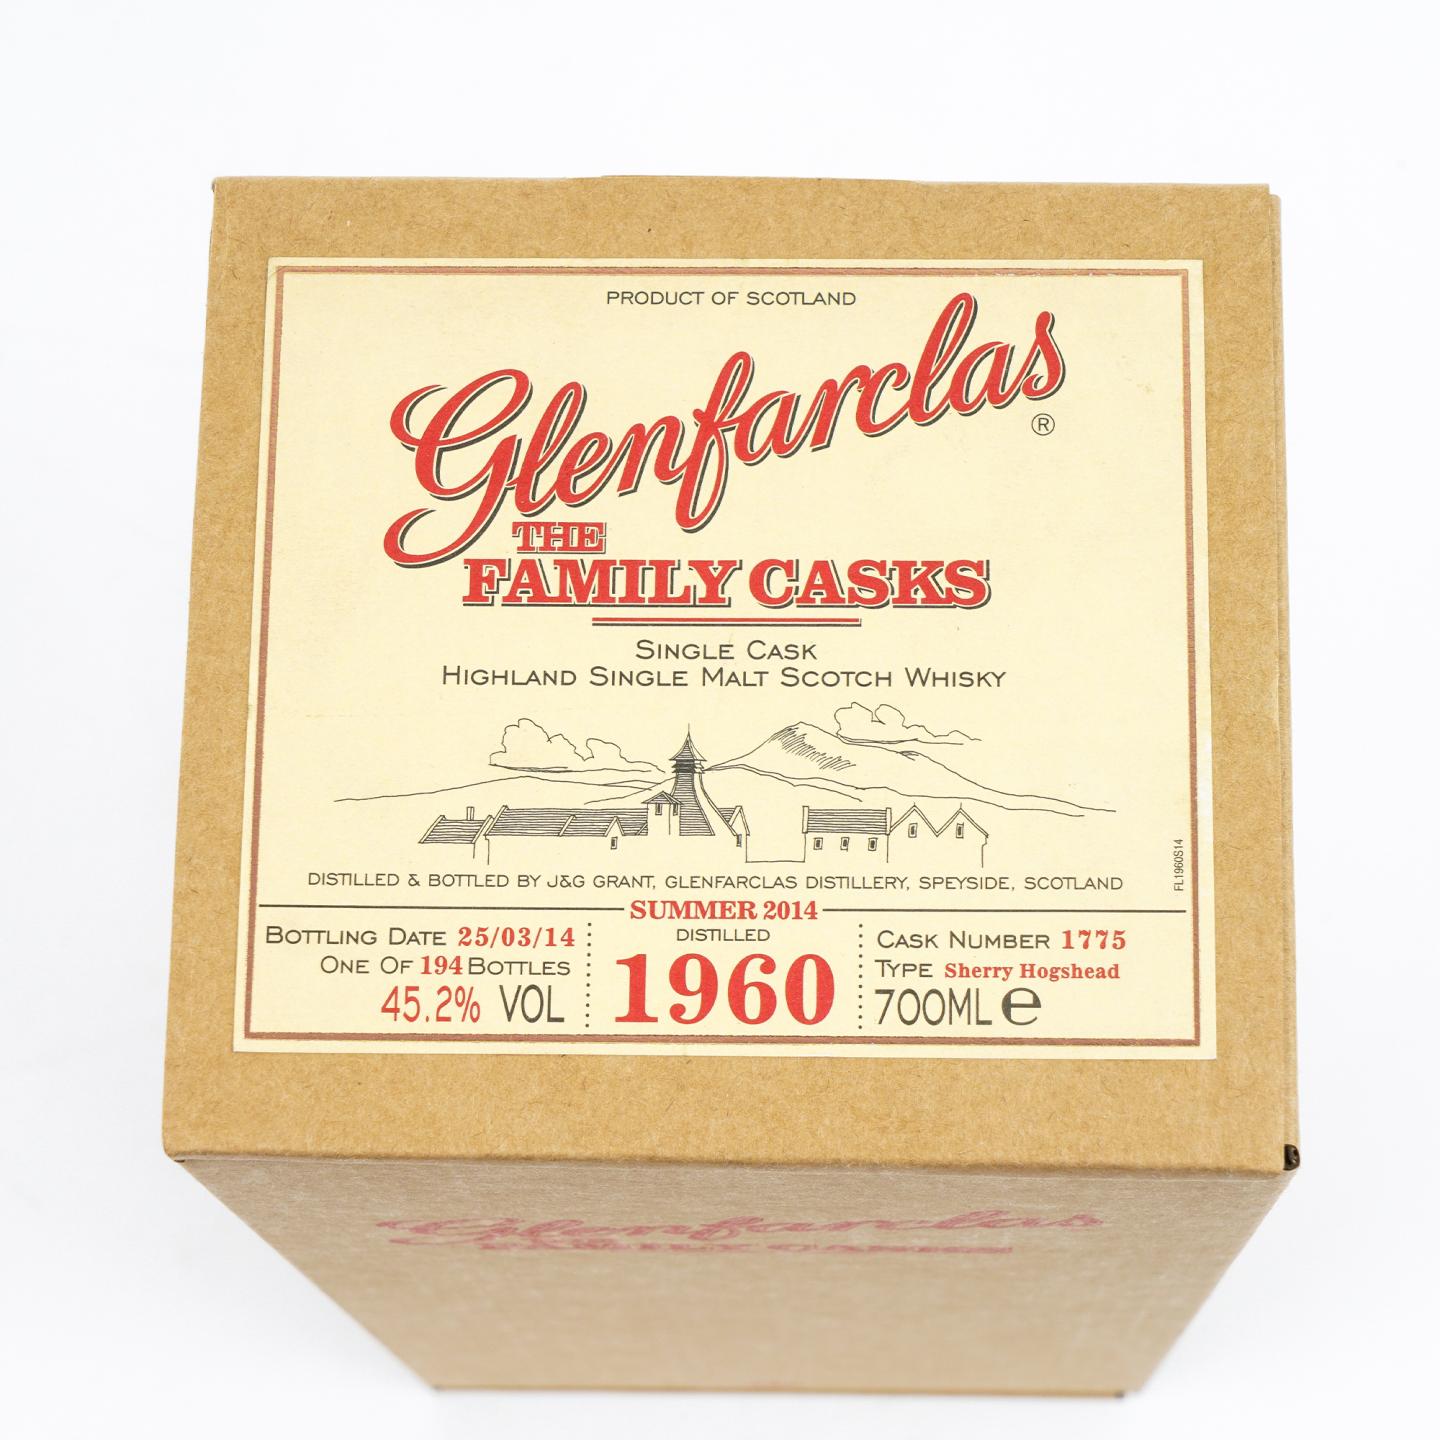 PRODUCT OF SCOTLAND
Glenfarclas®
THE
FAMILY CASKS
SINGLE CASK
HIGHLAND SINGLE MALT SCOTCH WHISKY
FL1960S14
DISTILLED & BOTTLED BY J&G GRANT, GLENFARCLAS DISTILLERY, SPEYSIDE, SCOTLAND
SUMMER 2014
BOTTLING DATE 25/03/14
ONE OF 194 BOTTLES
45.2% VOL
DISTILLED
1960
CASK NUMBER 1775
TYPE Sherry Hogshead
700ML e
Glenfarclas
FAMILY CASKS